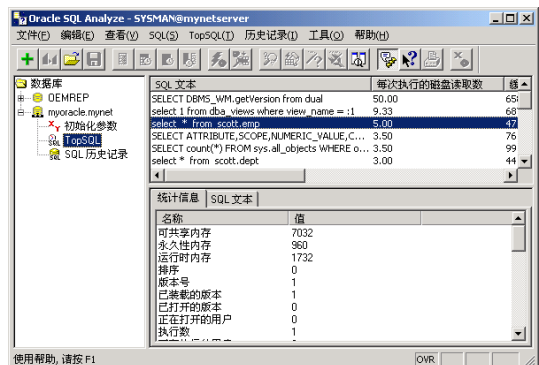 Oracle SQL Analyze - SYSMAN@mynetserver
文件(F) 编辑(E) 查看(V) SQL(S) TopSQL(T) 历史记录(I) 工具(O) 帮助(H)
数据库
OEMREP
myoracle.mynet
初始化参数
TopSQL
SQL 历史记录
SQL 文本 每次执行的磁盘读取数
SELECT DBMS_WM.getVersion from dual 50.00 65
select 1 from dba_views where view_name = :1 9.33 68
select * from scott.emp 5.00 47
SELECT ATTRIBUTE,SCOPE,NUMERIC_VALUE,C... 3.50 76
SELECT count(*) FROM sys.all_objects WHERE o... 3.50 99
select * from scott.dept 3.00 44
统计信息 SQL 文本
名称 值
可共享内存 7032
永久性内存 960
运行时内存 1732
排序 0
版本号 1
已装载的版本 1
已打开的版本 0
正在打开的用户 0
执行数 1
使用帮助, 请按 F1 OVR